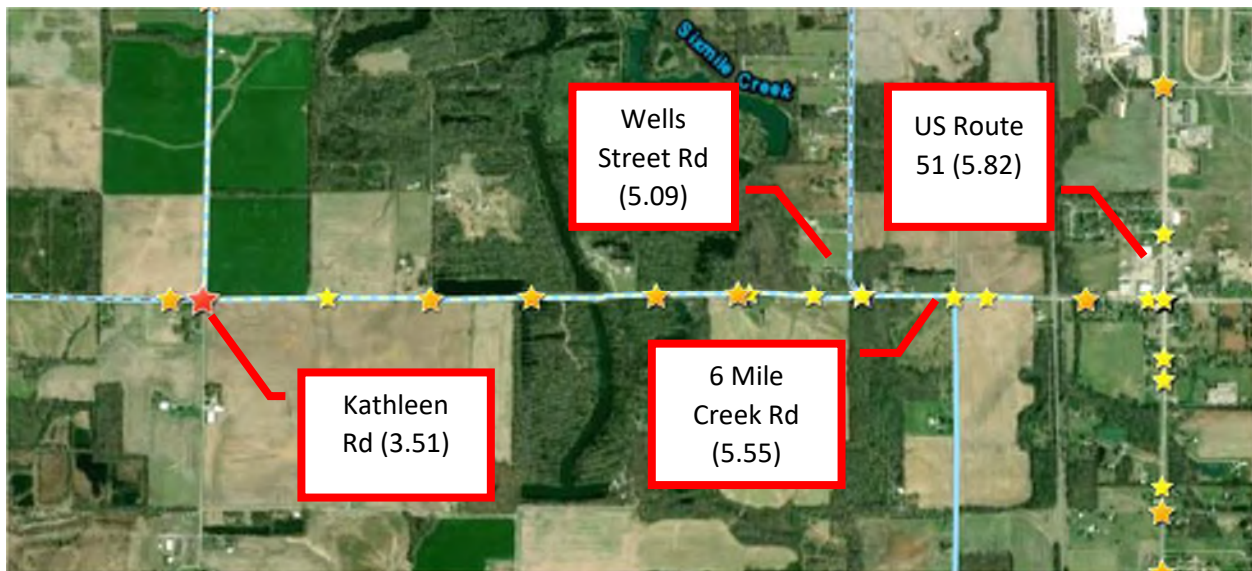 Sixmile Creek
Wells
Street Rd
(5.09)
US Route
51 (5.82)
Kathleen
Rd (3.51)
6 Mile
Creek Rd
(5.55)